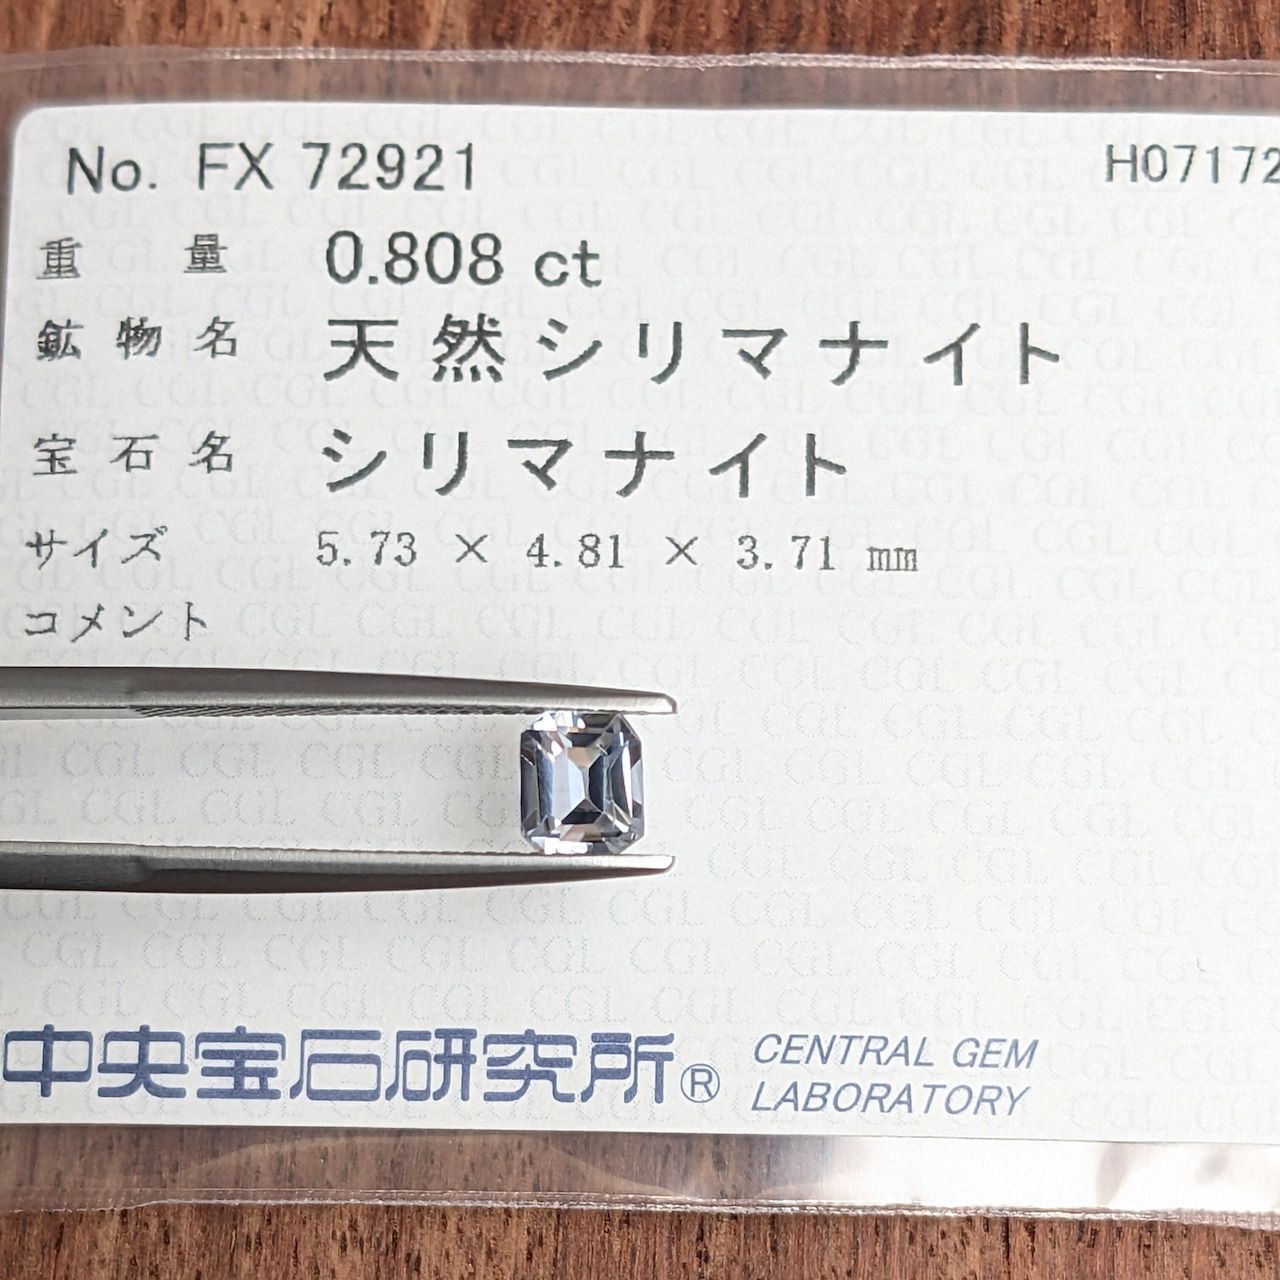 No. FX 72921 H07172
重量 0.808 ct
鉱物名 天然シリマナイト
宝石名 シリマナイト
サイズ 5.73 × 4.81 × 3.71 mm
コメント
中央宝石研究所® CENTRAL GEM
LABORATORY